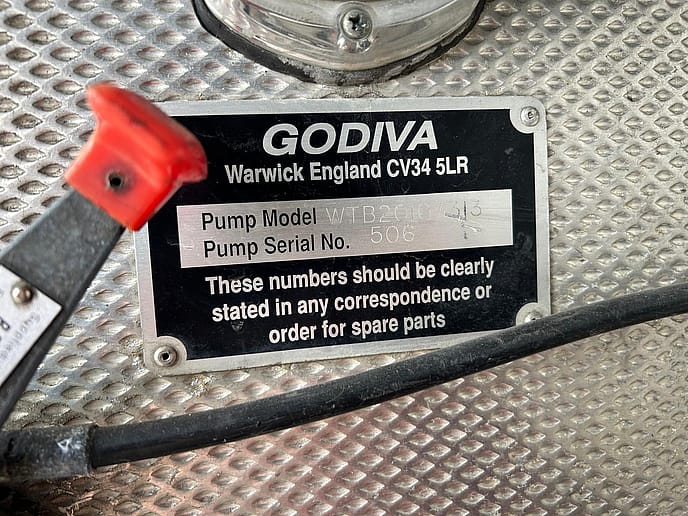 GODIVA
Warwick England CV34 5LR
Pump Model
Pump Serial No. 506
These numbers should be clearly
stated in any correspondence or
order for spare parts